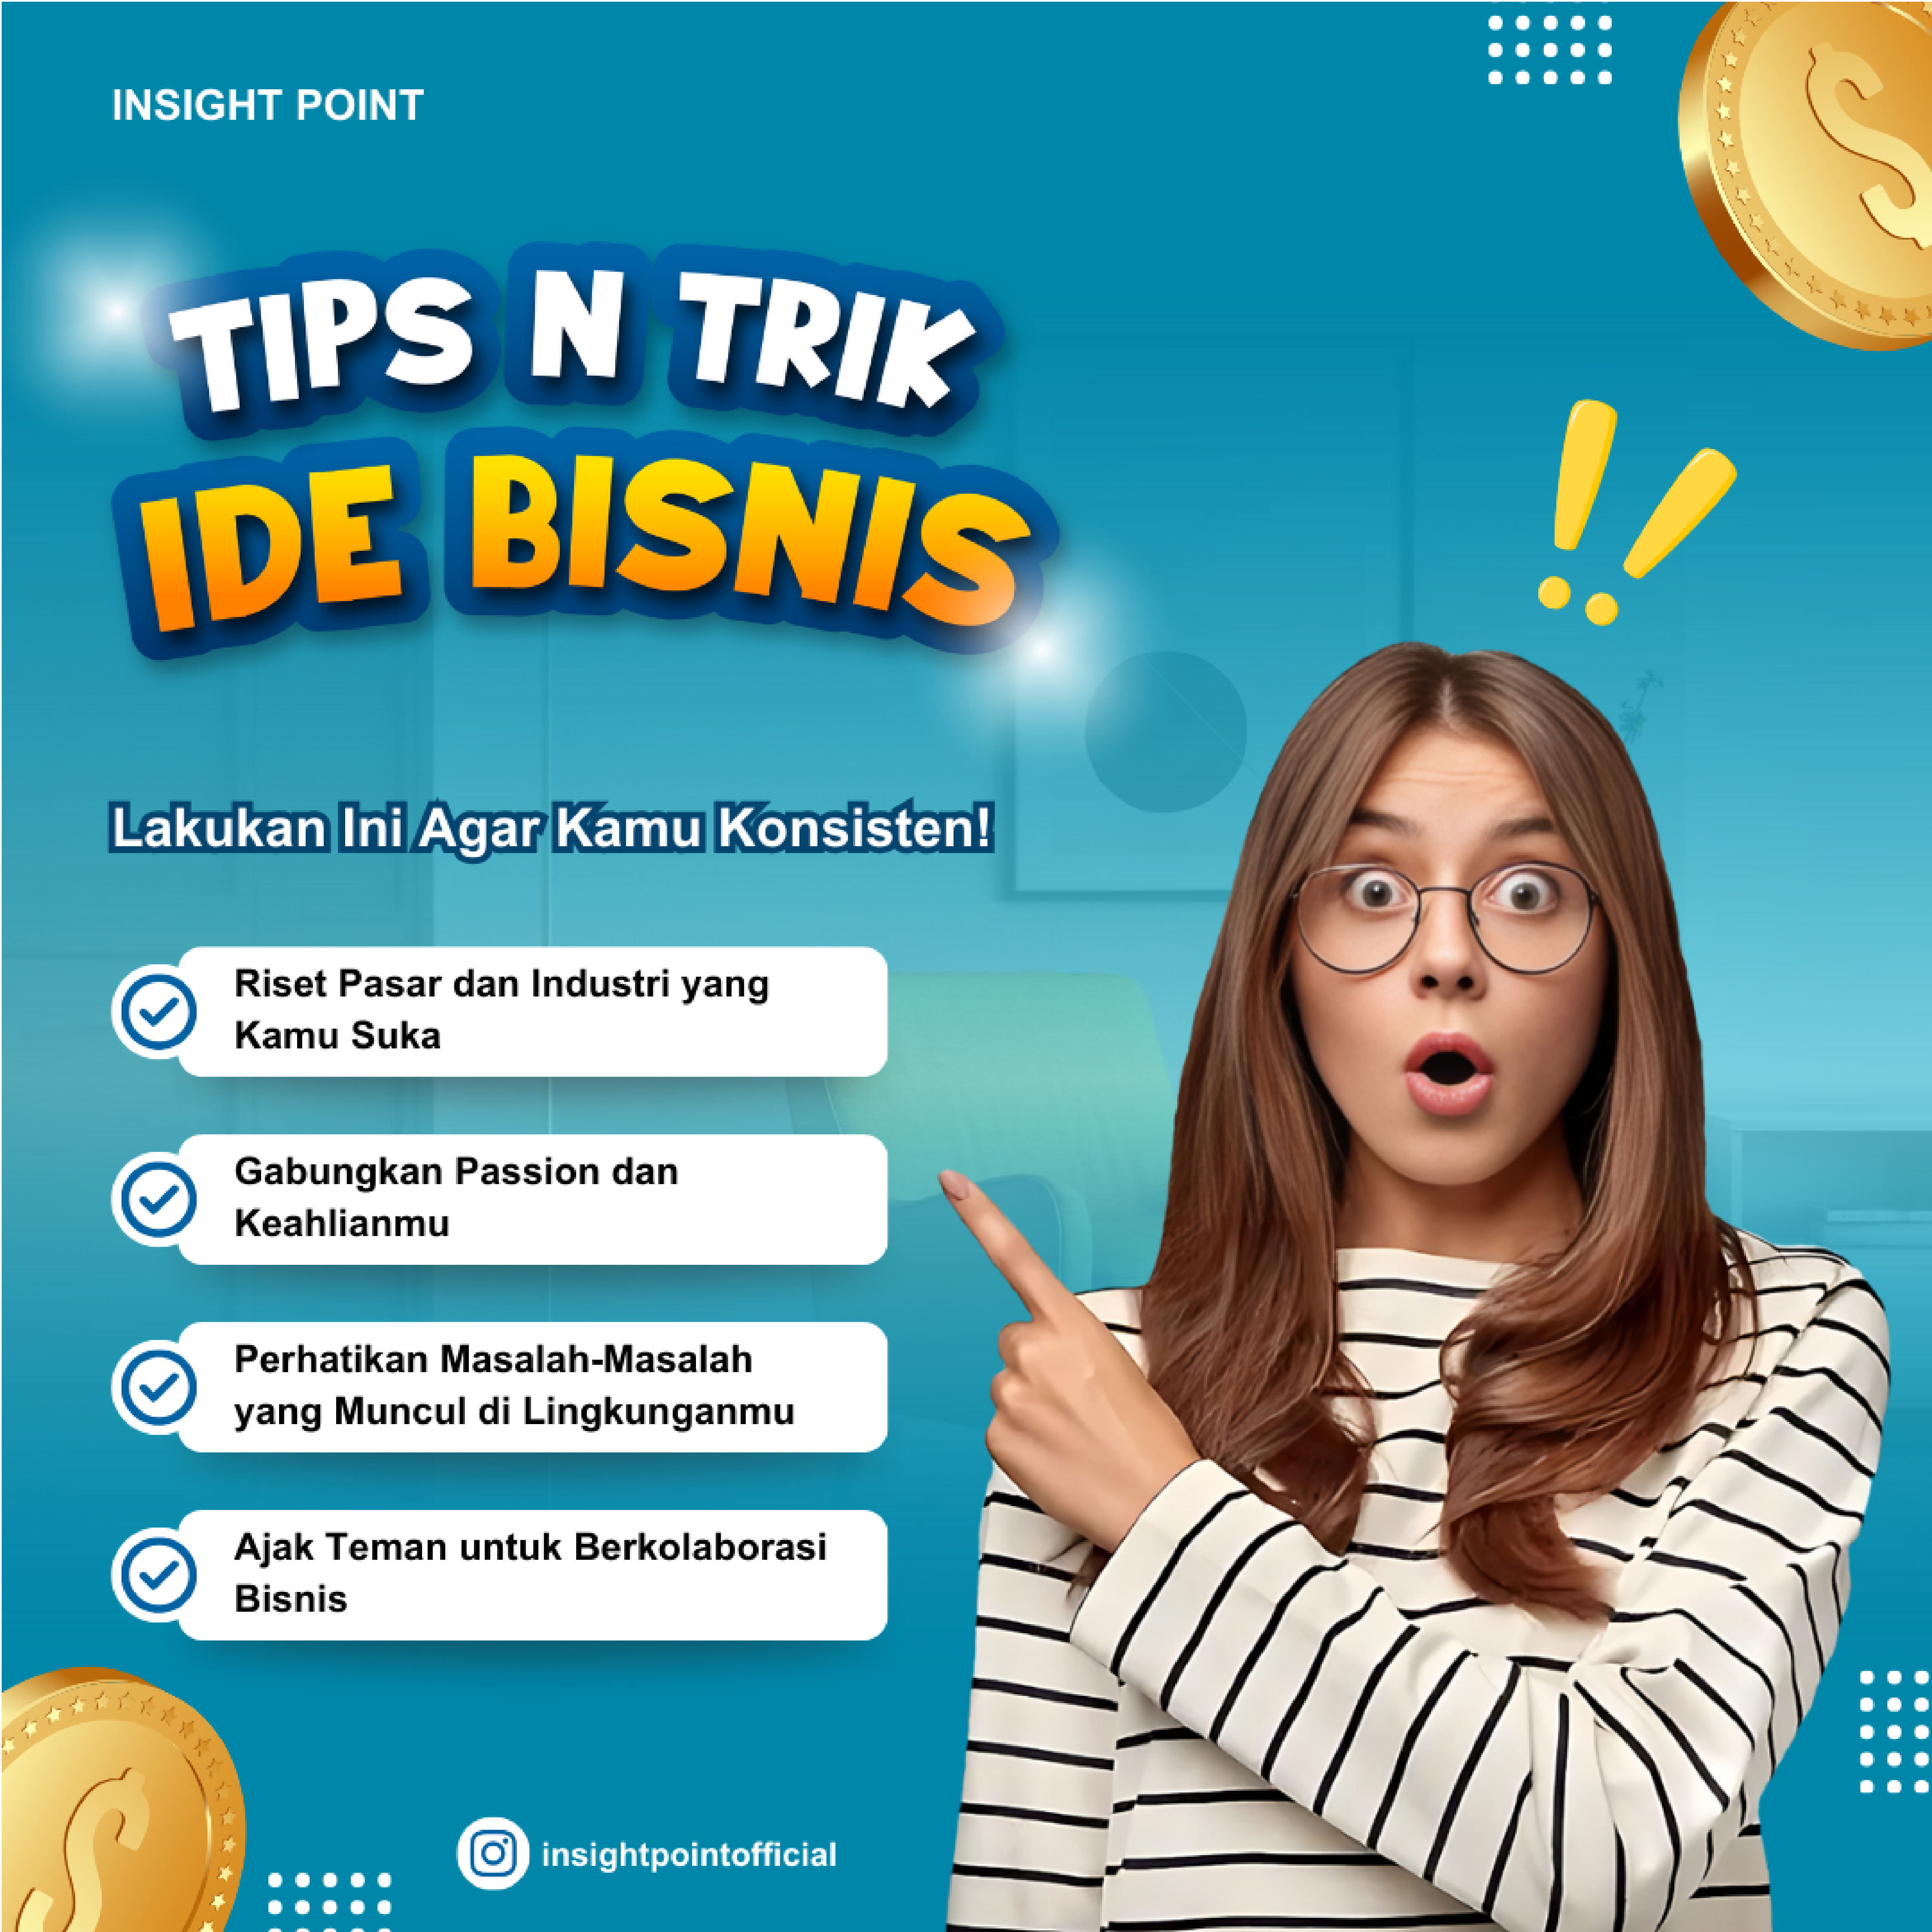 INSIGHT POINT
TIPS N TRIK
IDE BISNIS
Lakukan Ini Agar Kamu Konsisten!
Riset Pasar dan Industri yang
Kamu Suka
Gabungkan Passion dan
Keahlianmu
Perhatikan Masalah-Masalah
yang Muncul di Lingkunganmu
Ajak Teman untuk Berkolaborasi
Bisnis
insightpointofficial